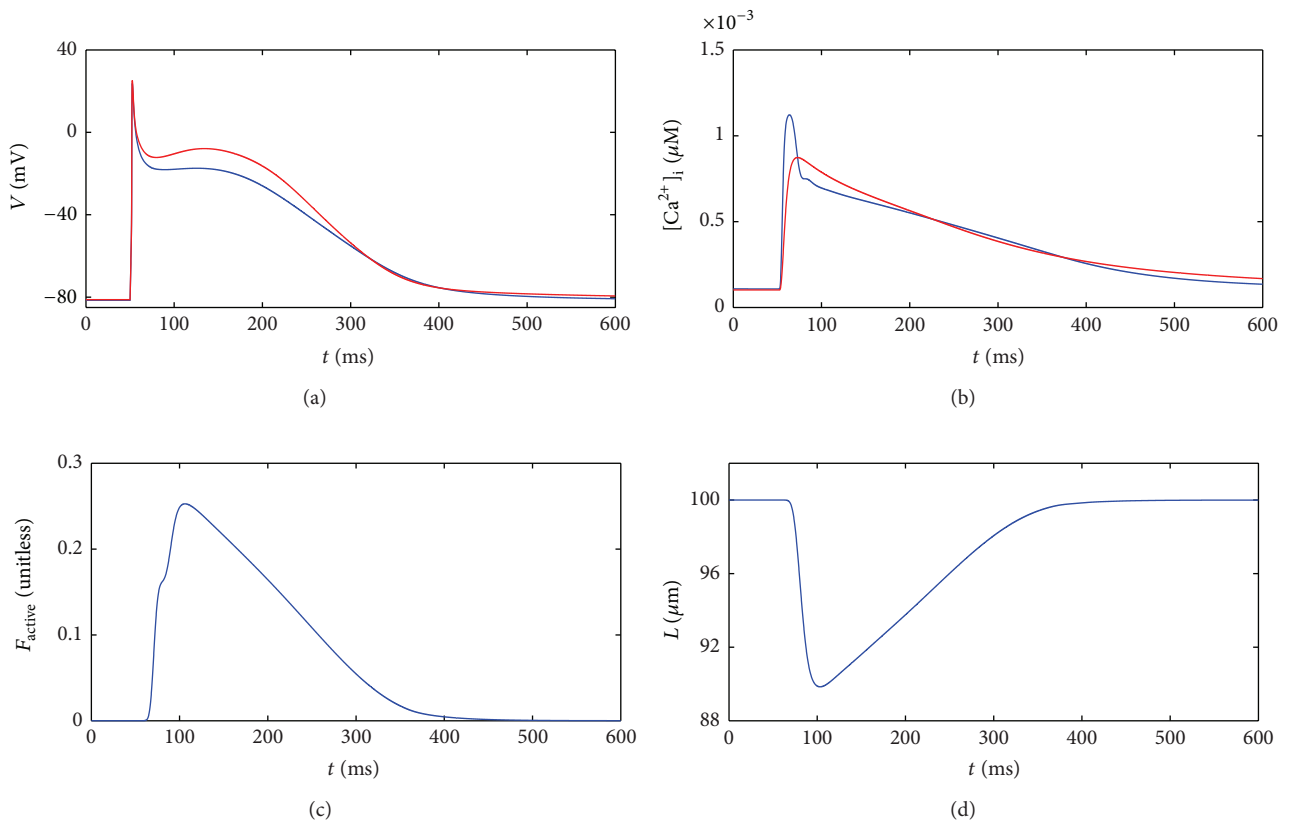 40
0
−40
−80
V (mV)
0 100 200 300 400 500 600
t (ms)
(a)
×10⁻³
1.5
1
0.5
0
[Ca²⁺]ᵢ (μM)
0 100 200 300 400 500 600
t (ms)
(b)
0.3
0.2
0.1
0
F_active (unitless)
0 100 200 300 400 500 600
t (ms)
(c)
100
96
92
88
L (μm)
0 100 200 300 400 500 600
t (ms)
(d)